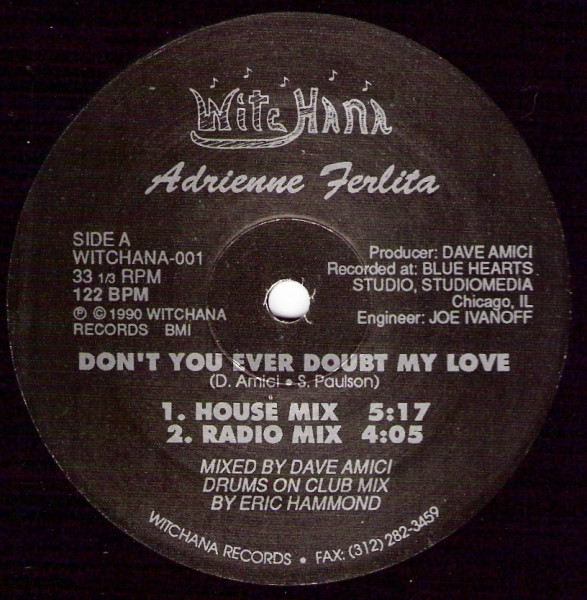 Witc Hana
Adrienne Ferlita
SIDE A
WITCHANA-001
33 1/3 RPM
122 BPM
℗ © 1990 WITCHANA
RECORDS BMI
Producer: DAVE AMICI
Recorded at: BLUE HEARTS
STUDIO, STUDIOMEDIA
Chicago, IL
Engineer: JOE IVANOFF
DON'T YOU EVER DOUBT MY LOVE
(D. Amici • S. Paulson)
1. HOUSE MIX 5:17
2. RADIO MIX 4:05
MIXED BY DAVE AMICI
DRUMS ON CLUB MIX
BY ERIC HAMMOND
WITCHANA RECORDS • FAX: (312) 282-3459